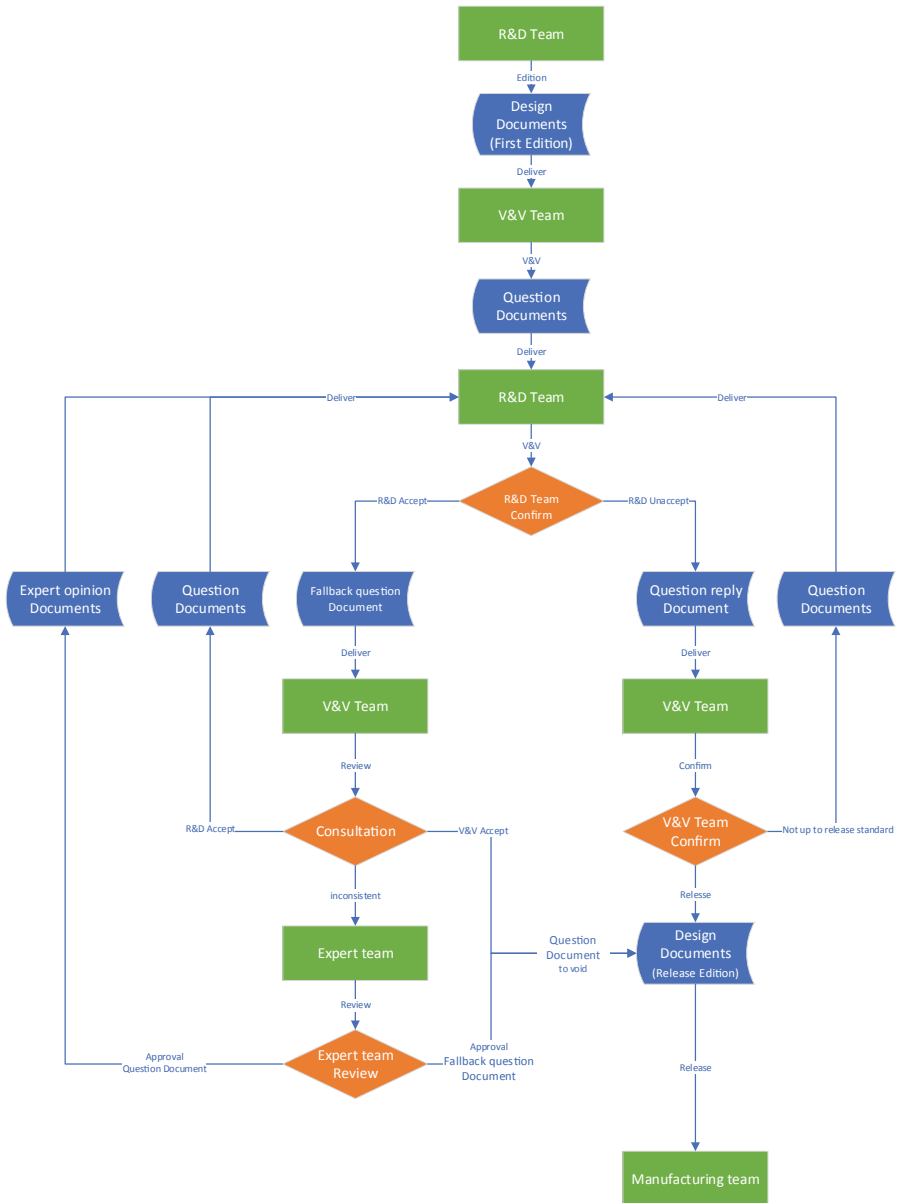 R&D Team
Edition
Design
Documents
(First Edition)
Deliver
V&V Team
V&V
Question
Documents
Deliver
R&D Team
Deliver
Deliver
V&V
R&D Team
Confirm
R&D Accept
R&D Unaccept
Expert opinion
Documents
Question
Documents
Fallback question
Document
Question reply
Document
Question
Documents
Deliver
Deliver
V&V Team
V&V Team
Review
Confirm
R&D Accept
Consultation
V&V Accept
V&V Team
Confirm
Not up to release standard
inconsistent
Relesse
Expert team
Question
Document
to void
Design
Documents
(Release Edition)
Review
Approval
Question Document
Expert team
Review
Approval
Fallback question
Document
Release
Manufacturing team